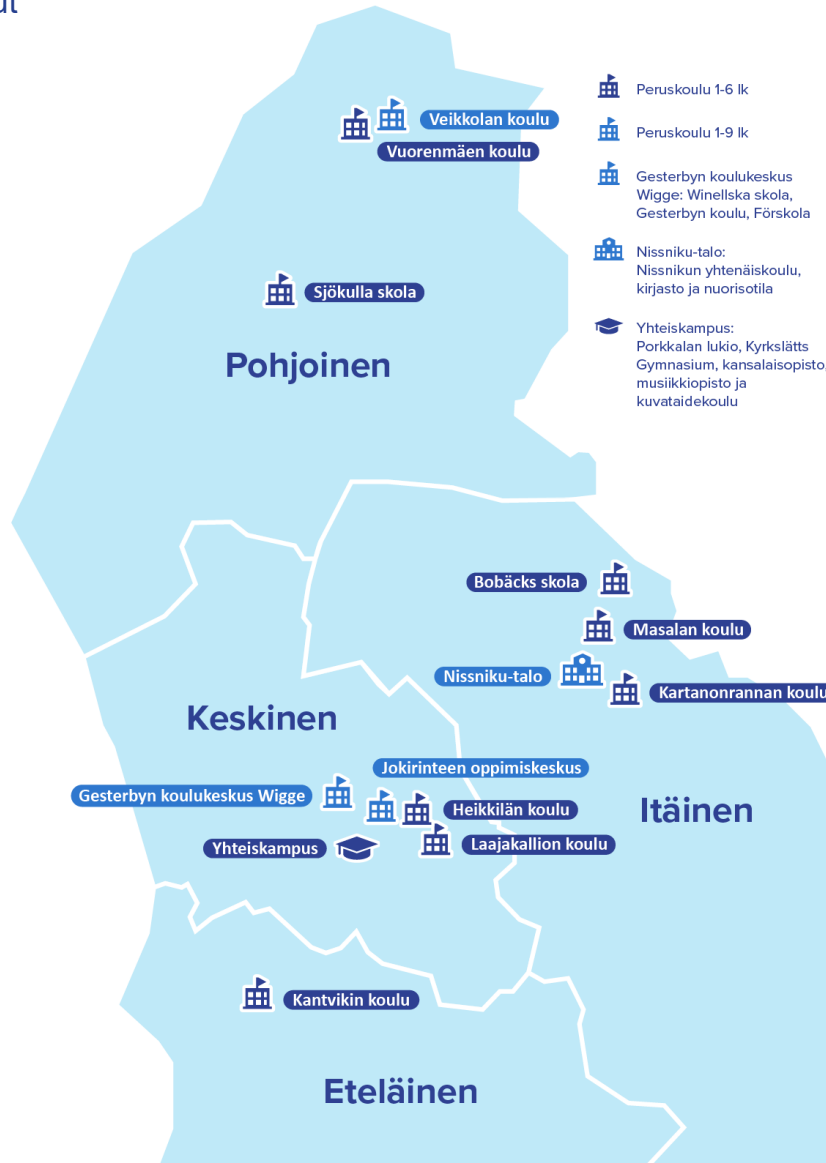 Veikkolan koulu
Vuorenmäen koulu
Sjökulla skola
Pohjoinen
Peruskoulu 1-6 lk
Peruskoulu 1-9 lk
Gesterbyn koulukeskus
Wigge: Winellska skola,
Gesterbyn koulu, Förskola
Nissniku-talo:
Nissnikun yhtenäiskoulu,
kirjasto ja nuorisotila
Yhteiskampus:
Porkkalan lukio, Kyrkslätts
Gymnasium, kansalaisopisto,
musiikkiopisto ja
kuvataidekoulu
Bobäcks skola
Masalan koulu
Nissniku-talo
Kartanonrannan koulu
Keskinen
Jokirinteen oppimiskeskus
Gesterbyn koulukeskus Wigge
Heikkilän koulu
Itäinen
Yhteiskampus
Laajakallion koulu
Kantvikin koulu
Eteläinen